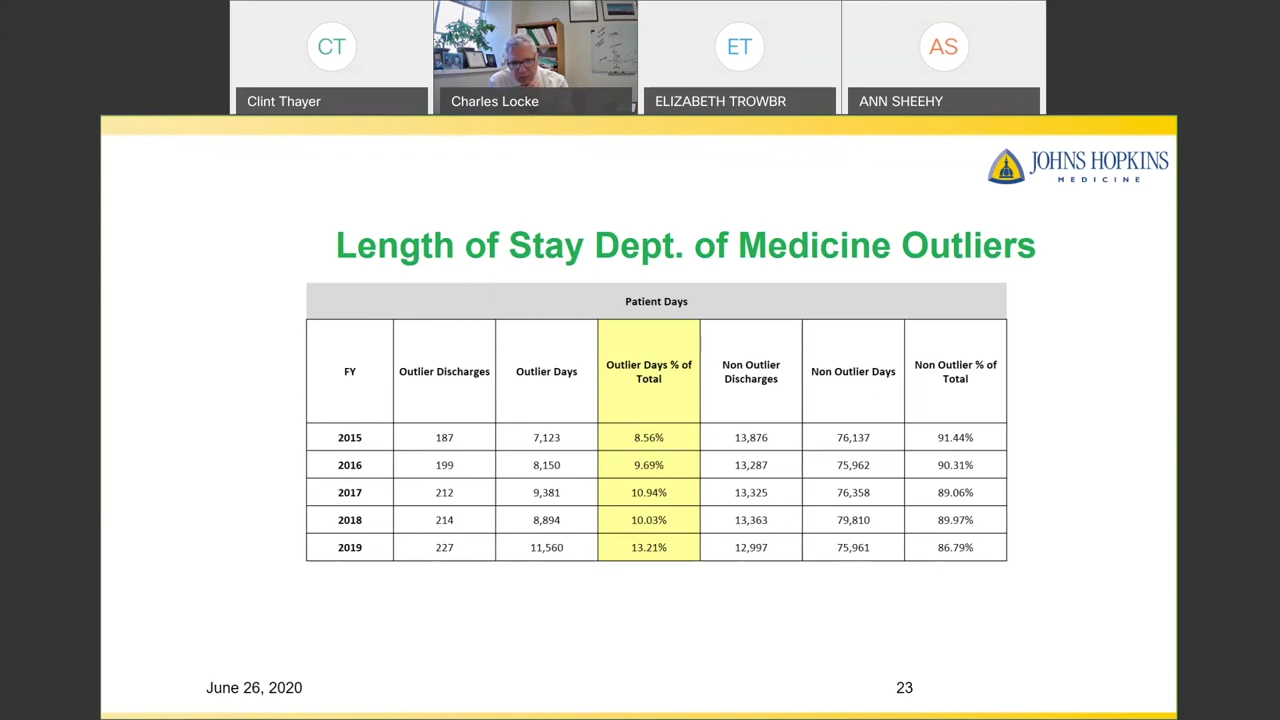 CT
ET
AS
Clint Thayer
Charles Locke
ELIZABETH TROWBR
ANN SHEEHY
JOHNS HOPKINS
MEDICINE
Length of Stay Dept. of Medicine Outliers
Patient Days
FY Outlier Discharges Outlier Days Outlier Days % of Total Non Outlier Discharges Non Outlier Days Non Outlier % of Total
2015 187 7,123 8.56% 13,876 76,137 91.44%
2016 199 8,150 9.69% 13,287 75,962 90.31%
2017 212 9,381 10.94% 13,325 76,358 89.06%
2018 214 8,894 10.03% 13,363 79,810 89.97%
2019 227 11,560 13.21% 12,997 75,961 86.79%
June 26, 2020
23